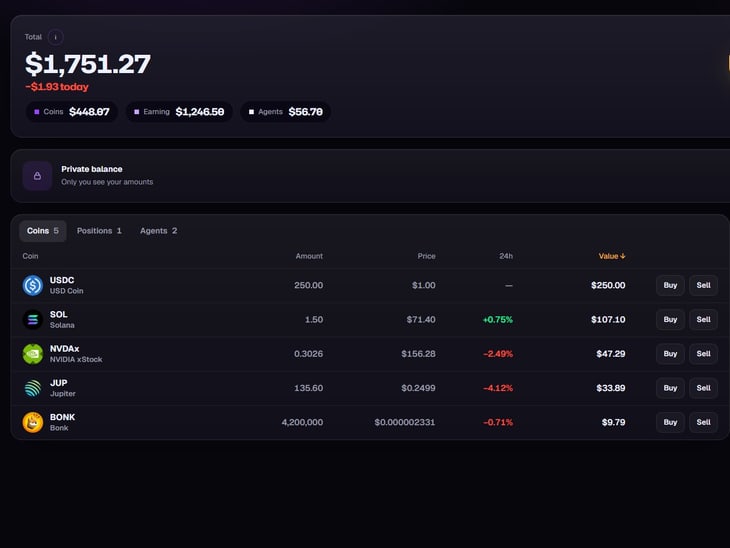 Total i
$1,751.27
−$1.93 today
Coins $448.07 Earning $1,246.50 Agents $56.70
Private balance
Only you see your amounts
Coins 5 Positions 1 Agents 2
Coin Amount Price 24h Value ↓
USDC
USD Coin
250.00 $1.00 — $250.00 Buy Sell
SOL
Solana
1.50 $71.40 +0.75% $107.10 Buy Sell
NVDAx
NVIDIA xStock
0.3026 $156.28 −2.49% $47.29 Buy Sell
JUP
Jupiter
135.60 $0.2499 −4.12% $33.89 Buy Sell
BONK
Bonk
4,200,000 $0.000002331 −0.71% $9.79 Buy Sell